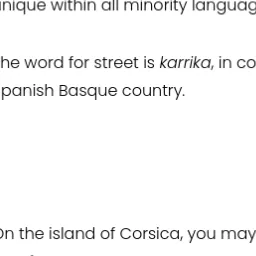 unique within all minority languag
he word for street is karrika, in co
panish Basque country.
On the island of Corsica, you may